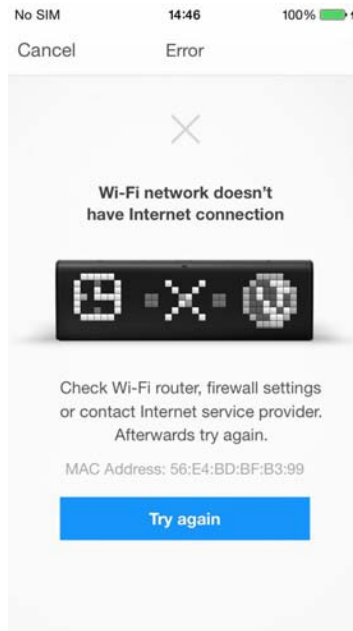 No SIM 14:46 100%
Cancel Error
Wi-Fi network doesn't
have Internet connection
Check Wi-Fi router, firewall settings
or contact Internet service provider.
Afterwards try again.
MAC Address: 56:E4:BD:BF:B3:99
Try again